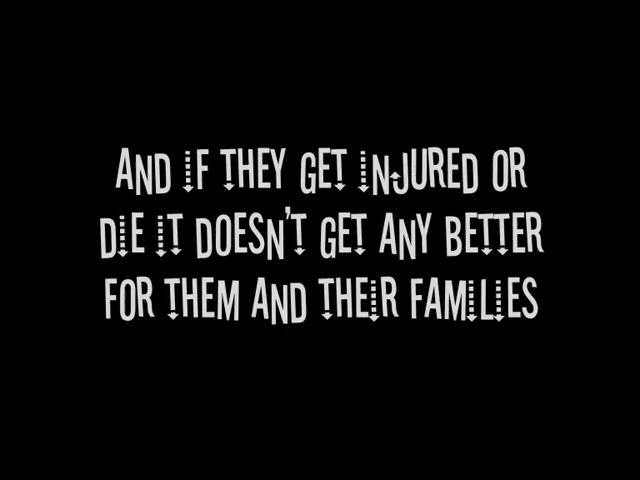 AND IF THEY GET INJURED OR
DIE IT DOESN'T GET ANY BETTER
FOR THEM AND THEIR FAMILIES